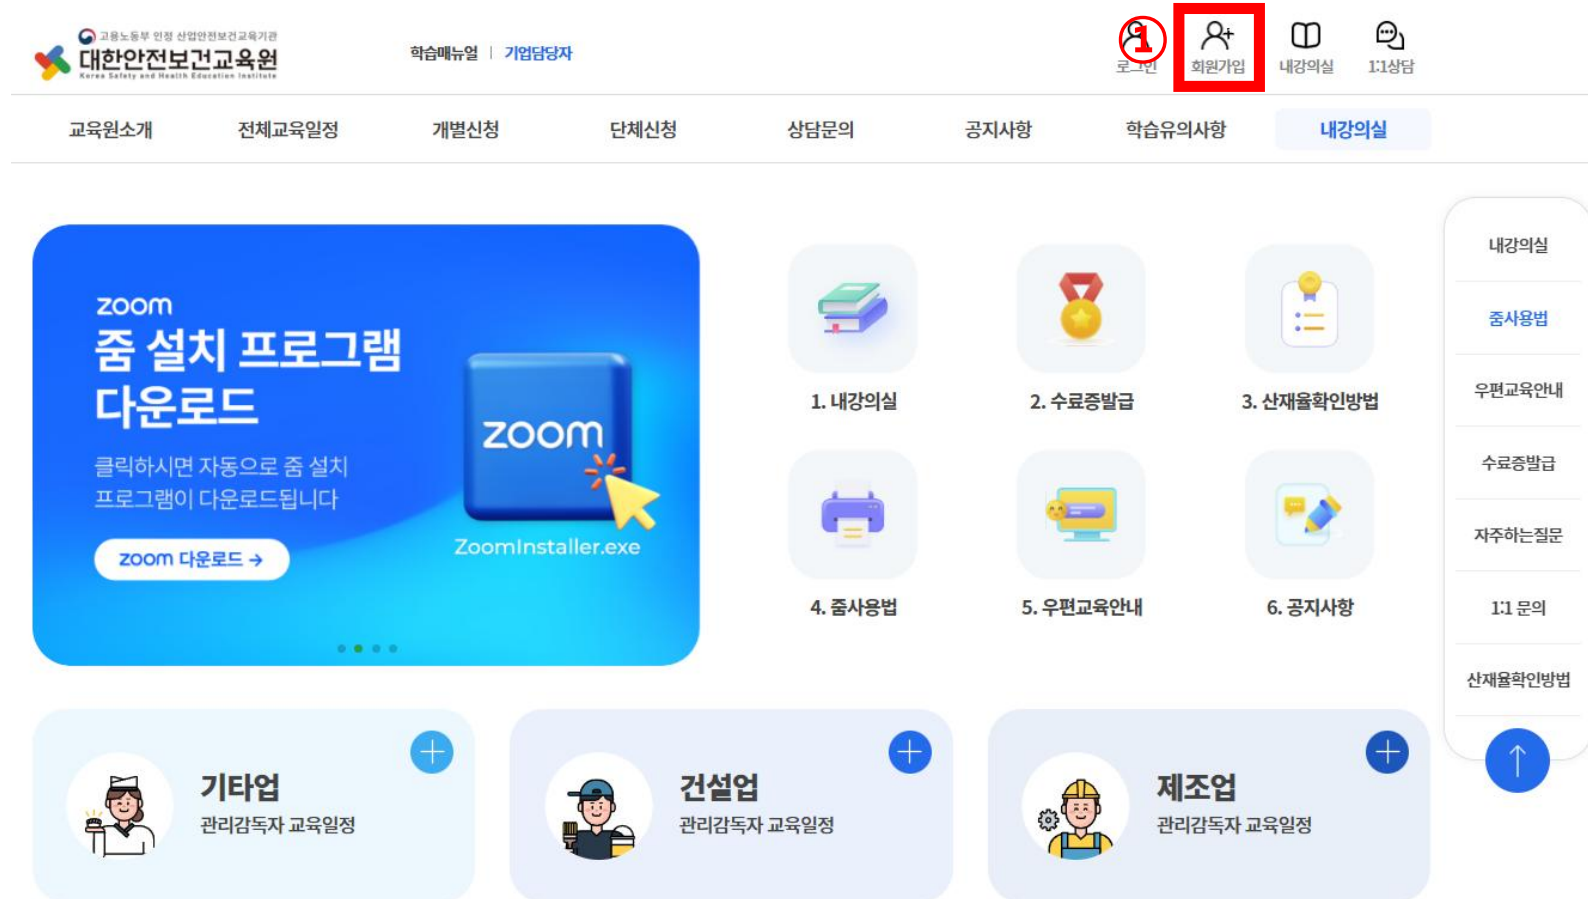 고용노동부 인정 산업안전보건교육기관
대한안전보건교육원
Korea Safety and Health Education Institute
학습매뉴얼 | 기업담당자
①
로그인 회원가입 내강의실 1:1상담
교육원소개 전체교육일정 개별신청 단체신청 상담문의 공지사항 학습유의사항 내강의실
zoom
줌 설치 프로그램
다운로드
클릭하시면 자동으로 줌 설치
프로그램이 다운로드됩니다
zoom 다운로드 →
zoom
ZoomInstaller.exe
1. 내강의실 2. 수료증발급 3. 산재율확인방법
4. 줌사용법 5. 우편교육안내 6. 공지사항
내강의실
줌사용법
우편교육안내
수료증발급
자주하는질문
1:1 문의
산재율확인방법
기타업
관리감독자 교육일정
건설업
관리감독자 교육일정
제조업
관리감독자 교육일정